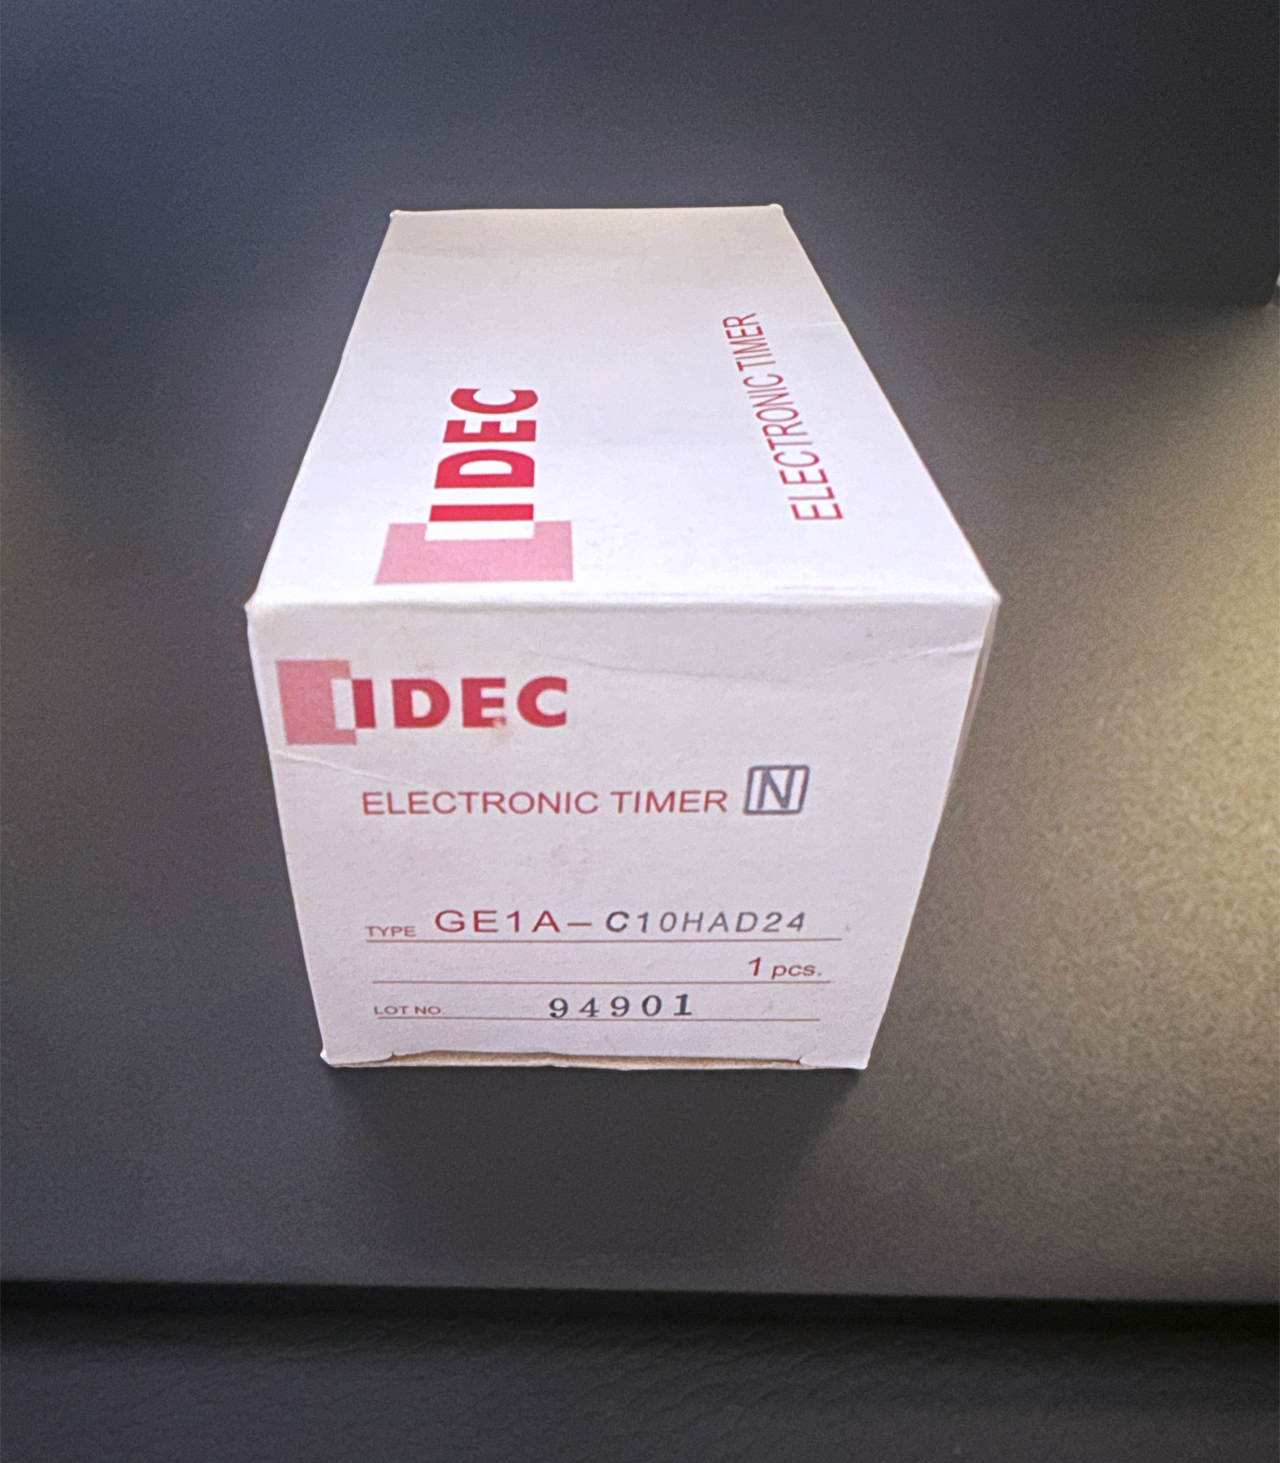 IDEC
ELECTRONIC TIMER
IDEC
ELECTRONIC TIMER N
TYPE GE1A-C10HAD24
1 pcs.
LOT NO. 94901